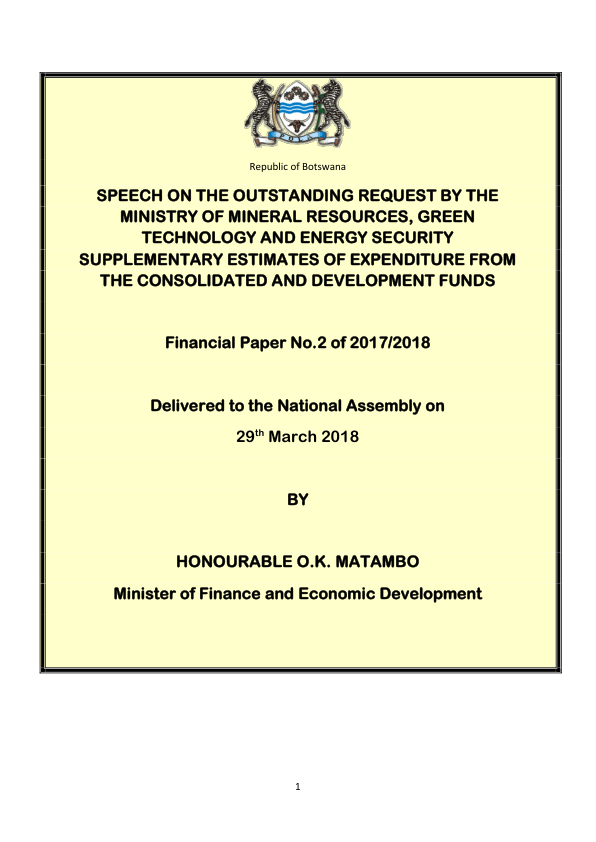 PULA
Republic of Botswana
SPEECH ON THE OUTSTANDING REQUEST BY THE
MINISTRY OF MINERAL RESOURCES, GREEN
TECHNOLOGY AND ENERGY SECURITY
SUPPLEMENTARY ESTIMATES OF EXPENDITURE FROM
THE CONSOLIDATED AND DEVELOPMENT FUNDS
Financial Paper No.2 of 2017/2018
Delivered to the National Assembly on
29th March 2018
BY
HONOURABLE O.K. MATAMBO
Minister of Finance and Economic Development
1